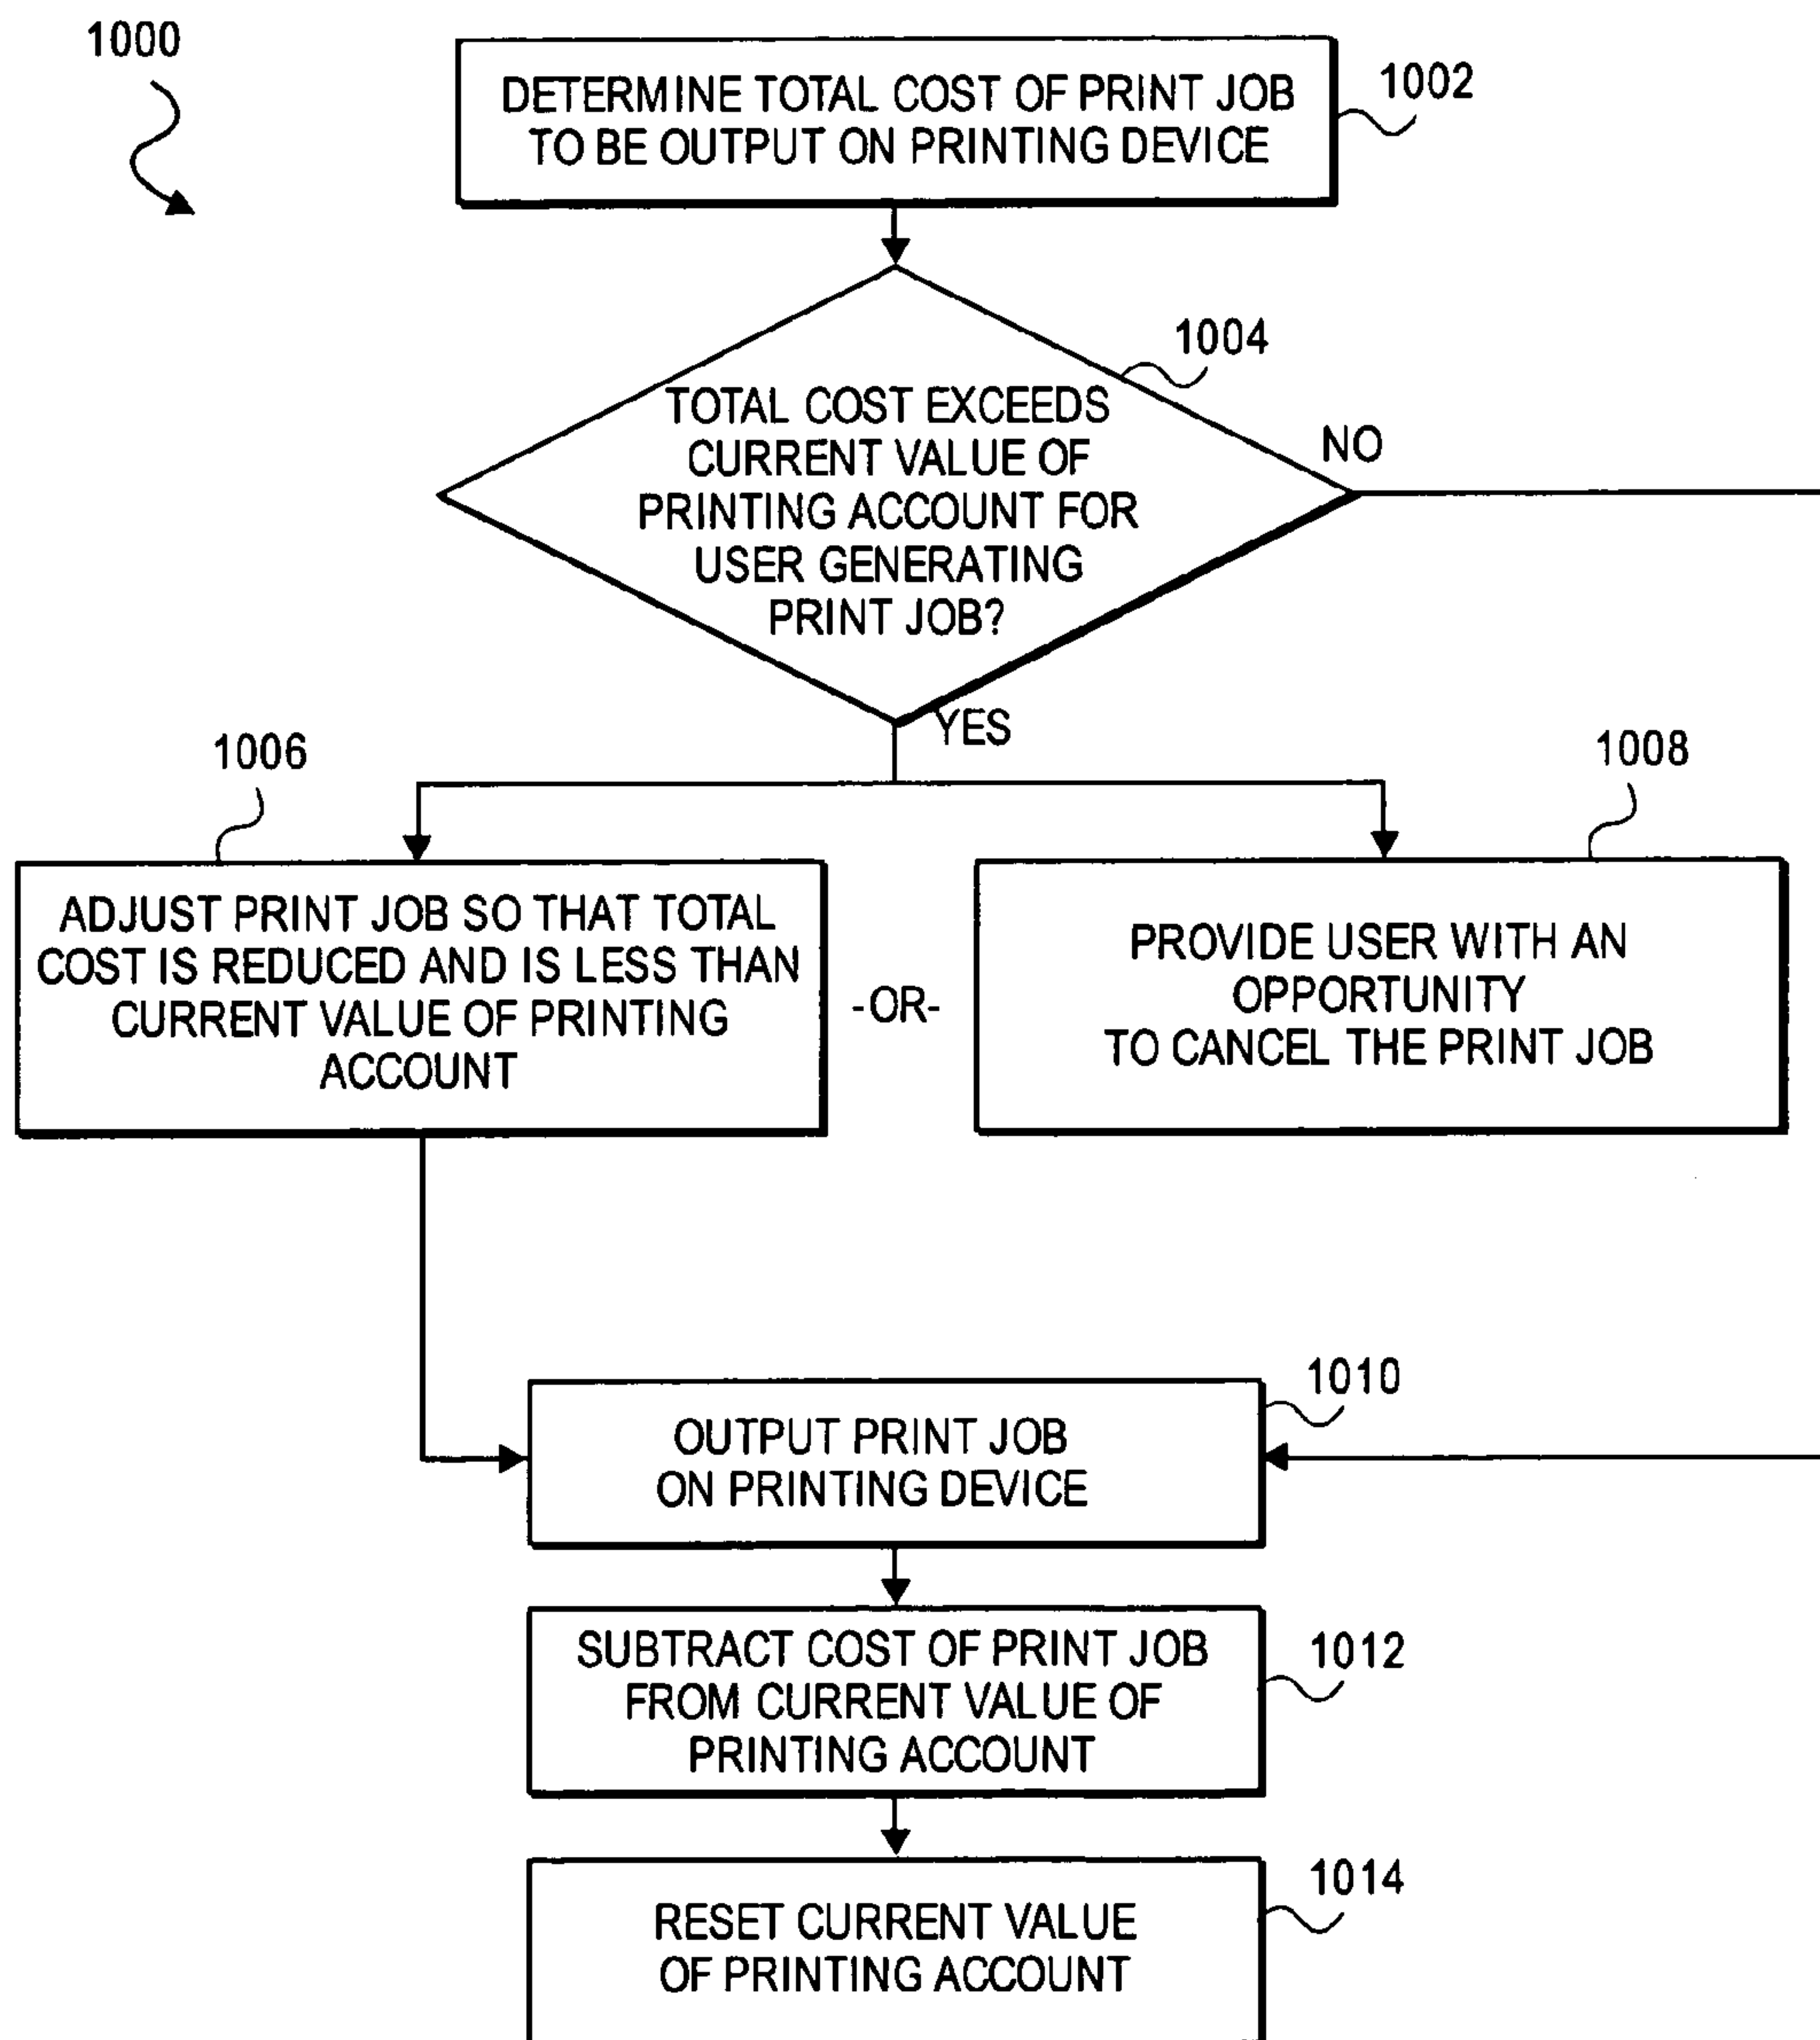 1000
DETERMINE TOTAL COST OF PRINT JOB
TO BE OUTPUT ON PRINTING DEVICE
1002
1004
TOTAL COST EXCEEDS
CURRENT VALUE OF
PRINTING ACCOUNT FOR
USER GENERATING
PRINT JOB?
NO
YES
1006
1008
ADJUST PRINT JOB SO THAT TOTAL
COST IS REDUCED AND IS LESS THAN
CURRENT VALUE OF PRINTING
ACCOUNT
-OR-
PROVIDE USER WITH AN
OPPORTUNITY
TO CANCEL THE PRINT JOB
1010
OUTPUT PRINT JOB
ON PRINTING DEVICE
SUBTRACT COST OF PRINT JOB
FROM CURRENT VALUE OF
PRINTING ACCOUNT
1012
1014
RESET CURRENT VALUE
OF PRINTING ACCOUNT